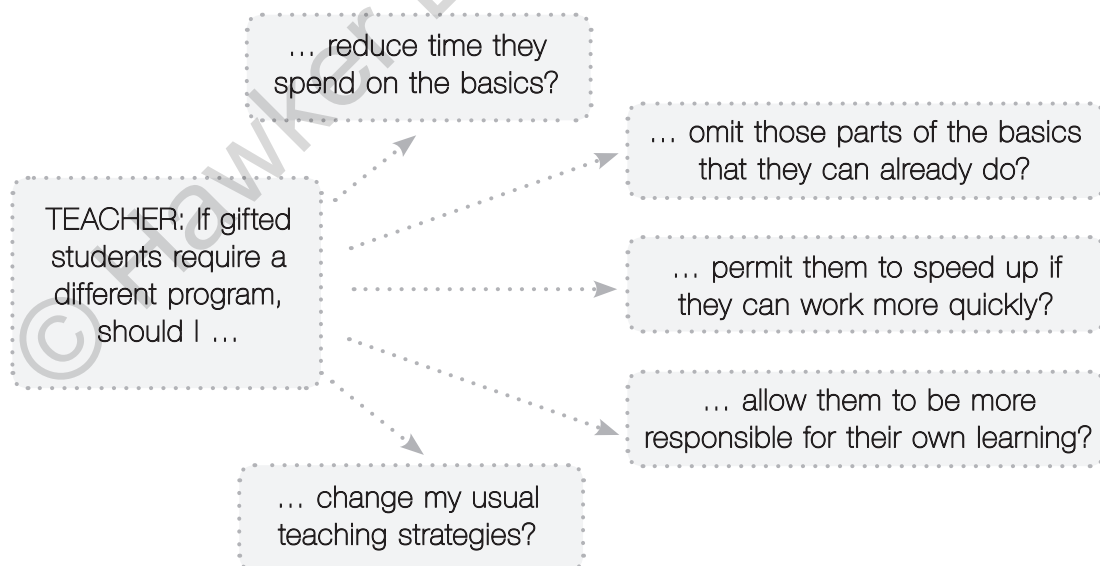 … reduce time they
spend on the basics?
… omit those parts of the basics
that they can already do?
TEACHER: If gifted
students require a
different program,
should I …
… permit them to speed up if
they can work more quickly?
… allow them to be more
responsible for their own learning?
… change my usual
teaching strategies?
© Hawker